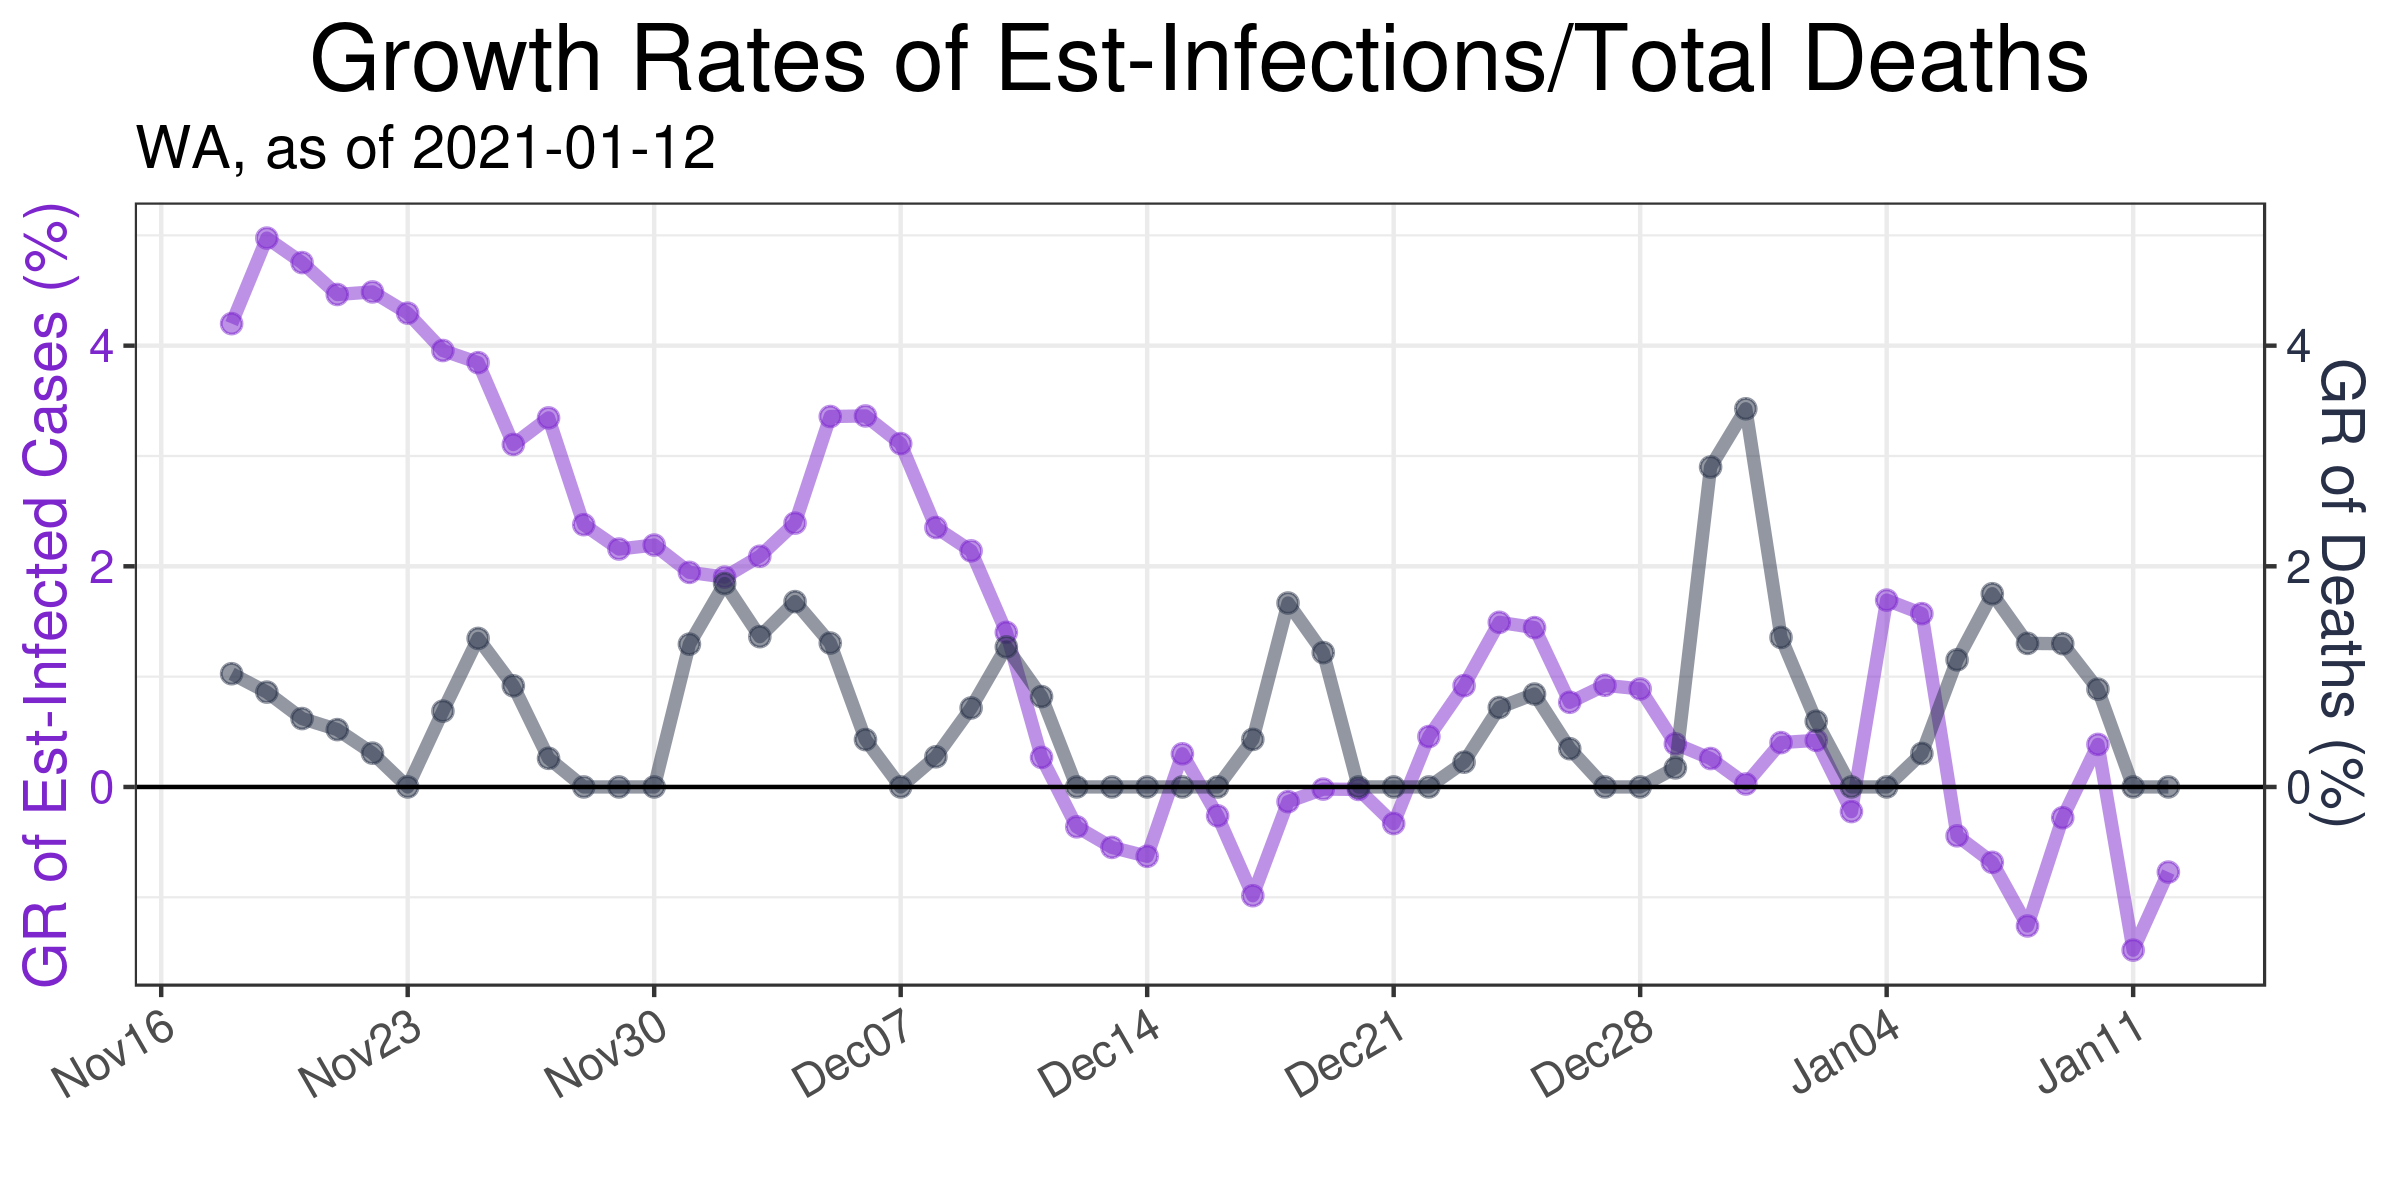 Growth Rates of Est-Infections/Total Deaths
WA, as of 2021-01-12
GR of Est-Infected Cases (%)
4
2
0
4
2
0
GR of Deaths (%)
Nov16
Nov23
Nov30
Dec07
Dec14
Dec21
Dec28
Jan04
Jan11